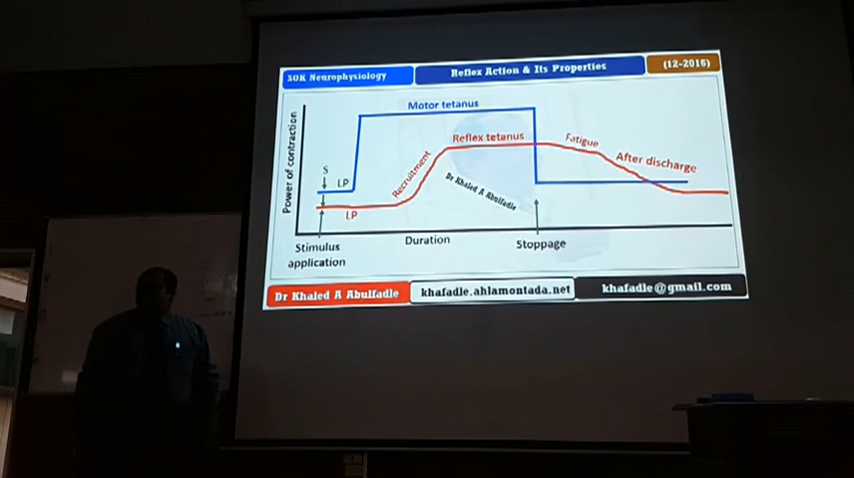 SOK Neurophysiology
Reflex Action & Its Properties
(12-2016)
Power of contraction
Motor tetanus
S
LP
LP
Recruitment
Reflex tetanus
Fatigue
After discharge
Dr Khaled A Abulfadle
Stimulus
application
Duration
Stoppage
Dr Khaled A Abulfadle
khafadle.ahlamontada.net
khafadle@gmail.com